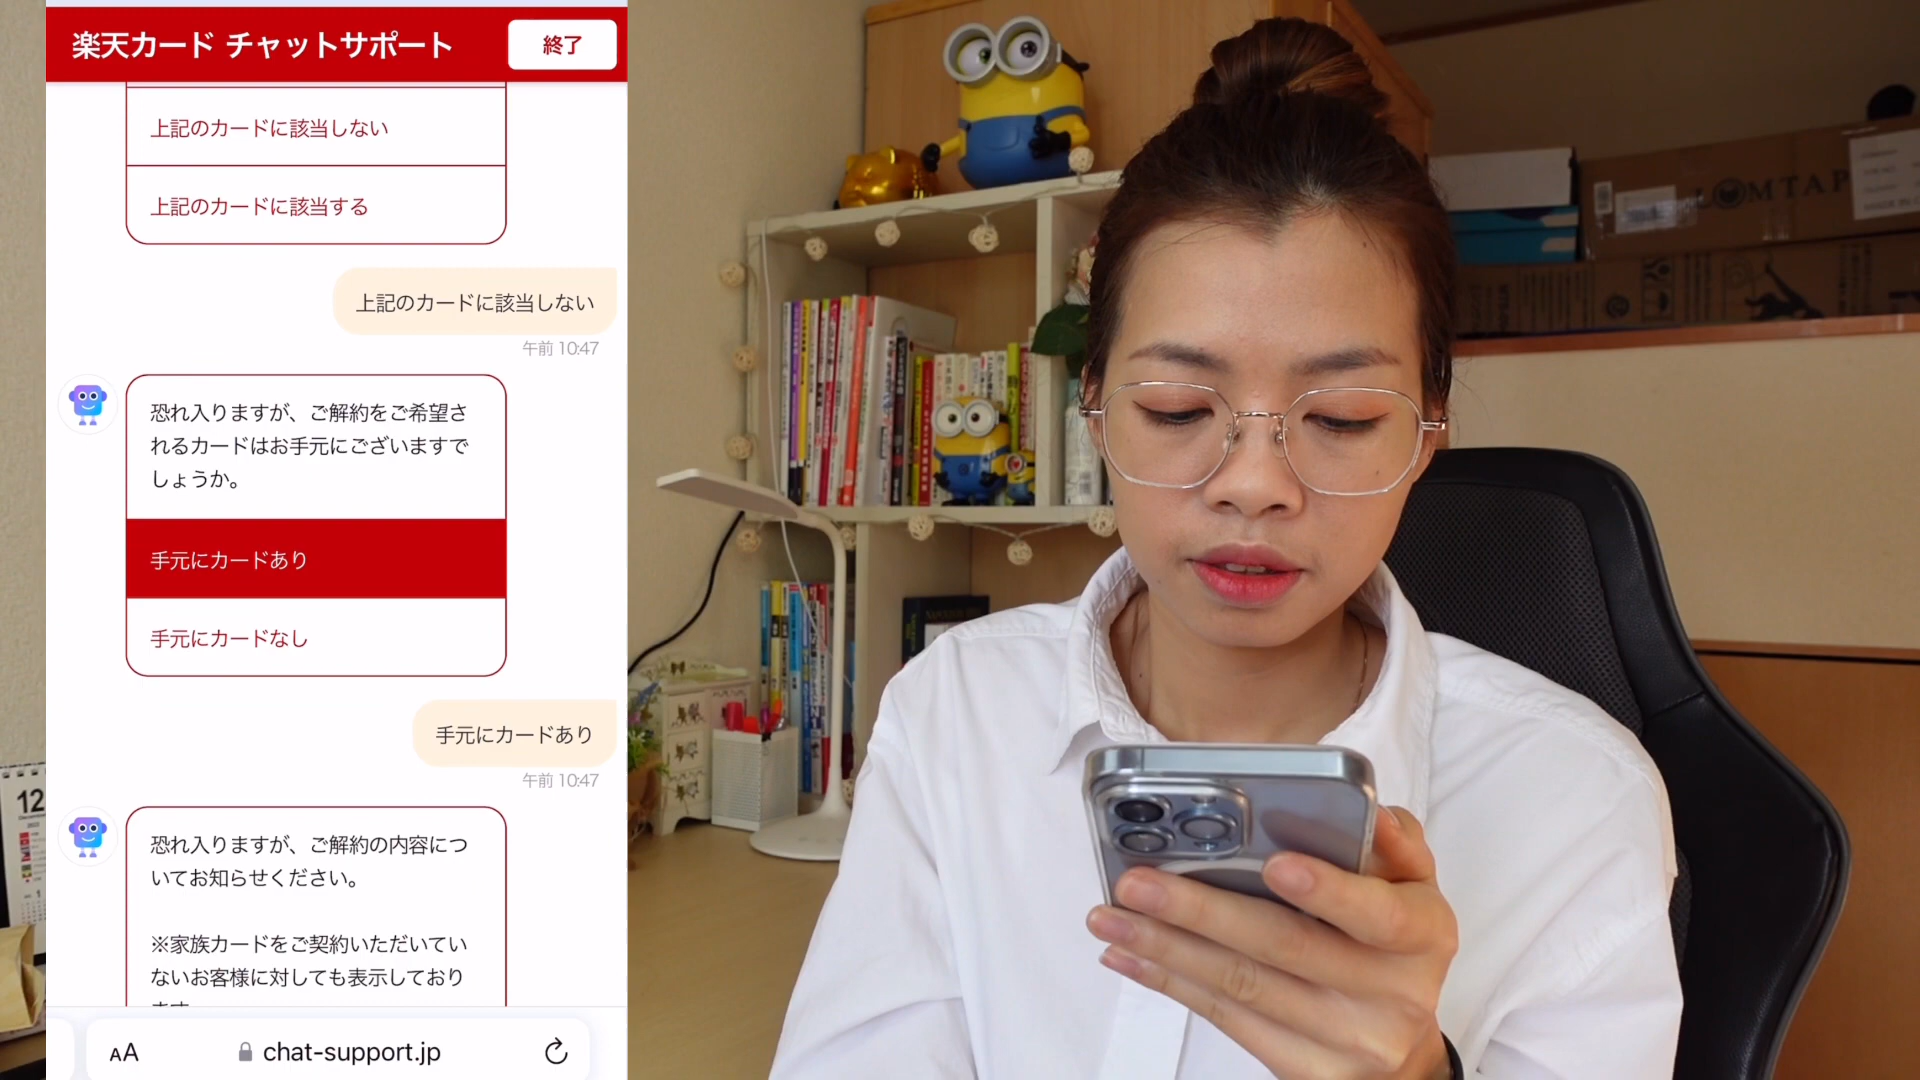 楽天カード チャットサポート
終了
上記のカードに該当しない
上記のカードに該当する
上記のカードに該当しない
午前 10:47
恐れ入りますが、ご解約をご希望さ
れるカードはお手元にございますで
しょうか。
手元にカードあり
手元にカードなし
手元にカードあり
午前 10:47
恐れ入りますが、ご解約の内容につ
いてお知らせください。
※家族カードをご契約いただいてい
ないお客様に対しても表示しており
ます
AA
chat-support.jp
12
LOMTAP